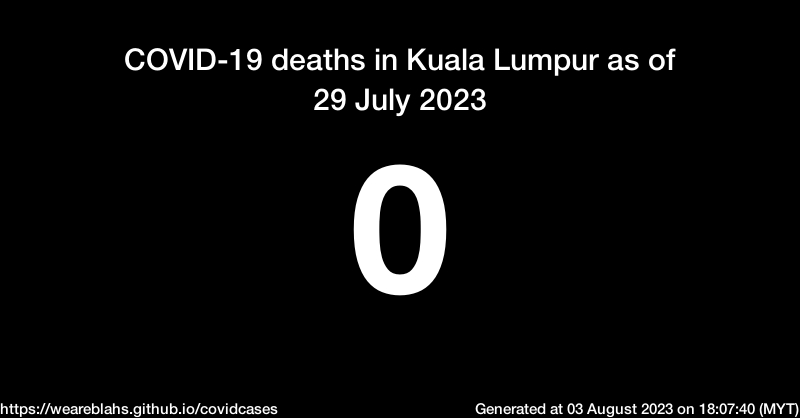 COVID-19 deaths in Kuala Lumpur as of
29 July 2023
0
https://weareblahs.github.io/covidcases
Generated at 03 August 2023 on 18:07:40 (MYT)